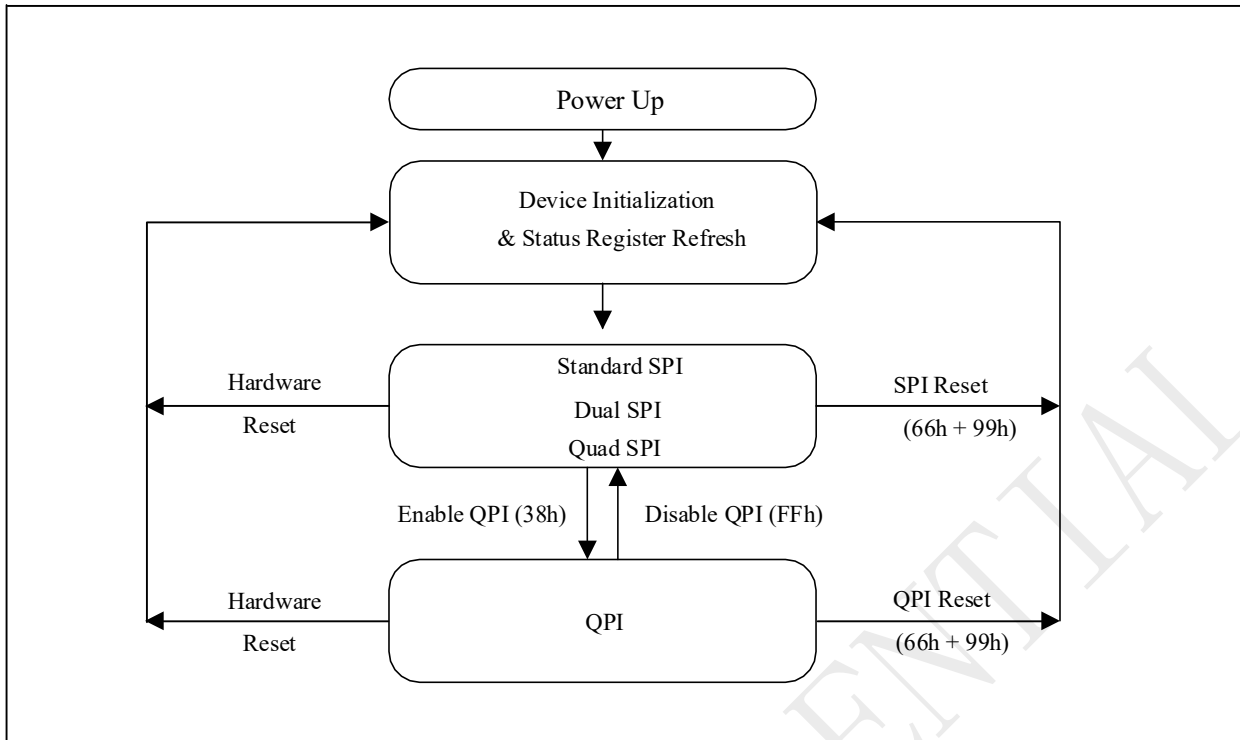 Power Up
Device Initialization
& Status Register Refresh
Standard SPI
Dual SPI
Quad SPI
Hardware
Reset
SPI Reset
(66h + 99h)
Enable QPI (38h)
Disable QPI (FFh)
Hardware
Reset
QPI
QPI Reset
(66h + 99h)
ENTIAL